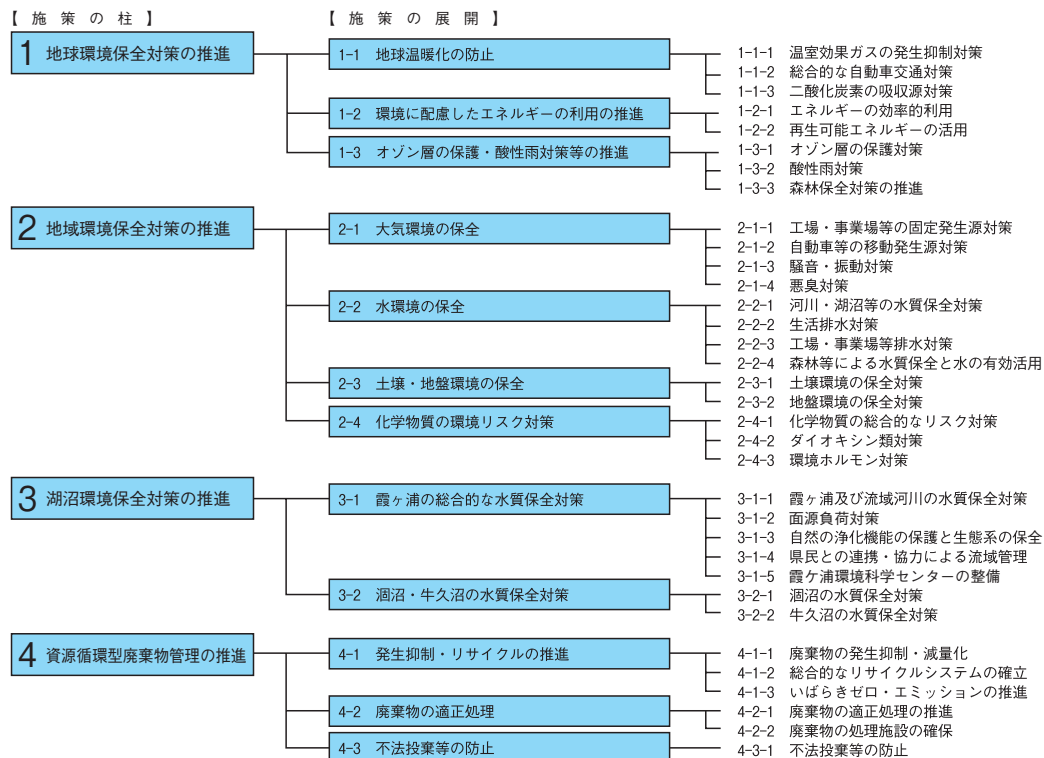 【施策の柱】 【施策の展開】
1 地球環境保全対策の推進
1-1 地球温暖化の防止
1-1-1 温室効果ガスの発生抑制対策
1-1-2 総合的な自動車交通対策
1-1-3 二酸化炭素の吸収源対策
1-2 環境に配慮したエネルギーの利用の推進
1-2-1 エネルギーの効率的利用
1-2-2 再生可能エネルギーの活用
1-3 オゾン層の保護・酸性雨対策等の推進
1-3-1 オゾン層の保護対策
1-3-2 酸性雨対策
1-3-3 森林保全対策の推進
2 地域環境保全対策の推進
2-1 大気環境の保全
2-1-1 工場・事業場等の固定発生源対策
2-1-2 自動車等の移動発生源対策
2-1-3 騒音・振動対策
2-1-4 悪臭対策
2-2 水環境の保全
2-2-1 河川・湖沼等の水質保全対策
2-2-2 生活排水対策
2-2-3 工場・事業場等排水対策
2-2-4 森林等による水質保全と水の有効活用
2-3 土壌・地盤環境の保全
2-3-1 土壌環境の保全対策
2-3-2 地盤環境の保全対策
2-4 化学物質の環境リスク対策
2-4-1 化学物質の総合的なリスク対策
2-4-2 ダイオキシン類対策
2-4-3 環境ホルモン対策
3 湖沼環境保全対策の推進
3-1 霞ヶ浦の総合的な水質保全対策
3-1-1 霞ヶ浦及び流域河川の水質保全対策
3-1-2 面源負荷対策
3-1-3 自然の浄化機能の保護と生態系の保全
3-1-4 県民との連携・協力による流域管理
3-1-5 霞ケ浦環境科学センターの整備
3-2 涸沼・牛久沼の水質保全対策
3-2-1 涸沼の水質保全対策
3-2-2 牛久沼の水質保全対策
4 資源循環型廃棄物管理の推進
4-1 発生抑制・リサイクルの推進
4-1-1 廃棄物の発生抑制・減量化
4-1-2 総合的なリサイクルシステムの確立
4-1-3 いばらきゼロ・エミッションの推進
4-2 廃棄物の適正処理
4-2-1 廃棄物の適正処理の推進
4-2-2 廃棄物の処理施設の確保
4-3 不法投棄等の防止
4-3-1 不法投棄等の防止